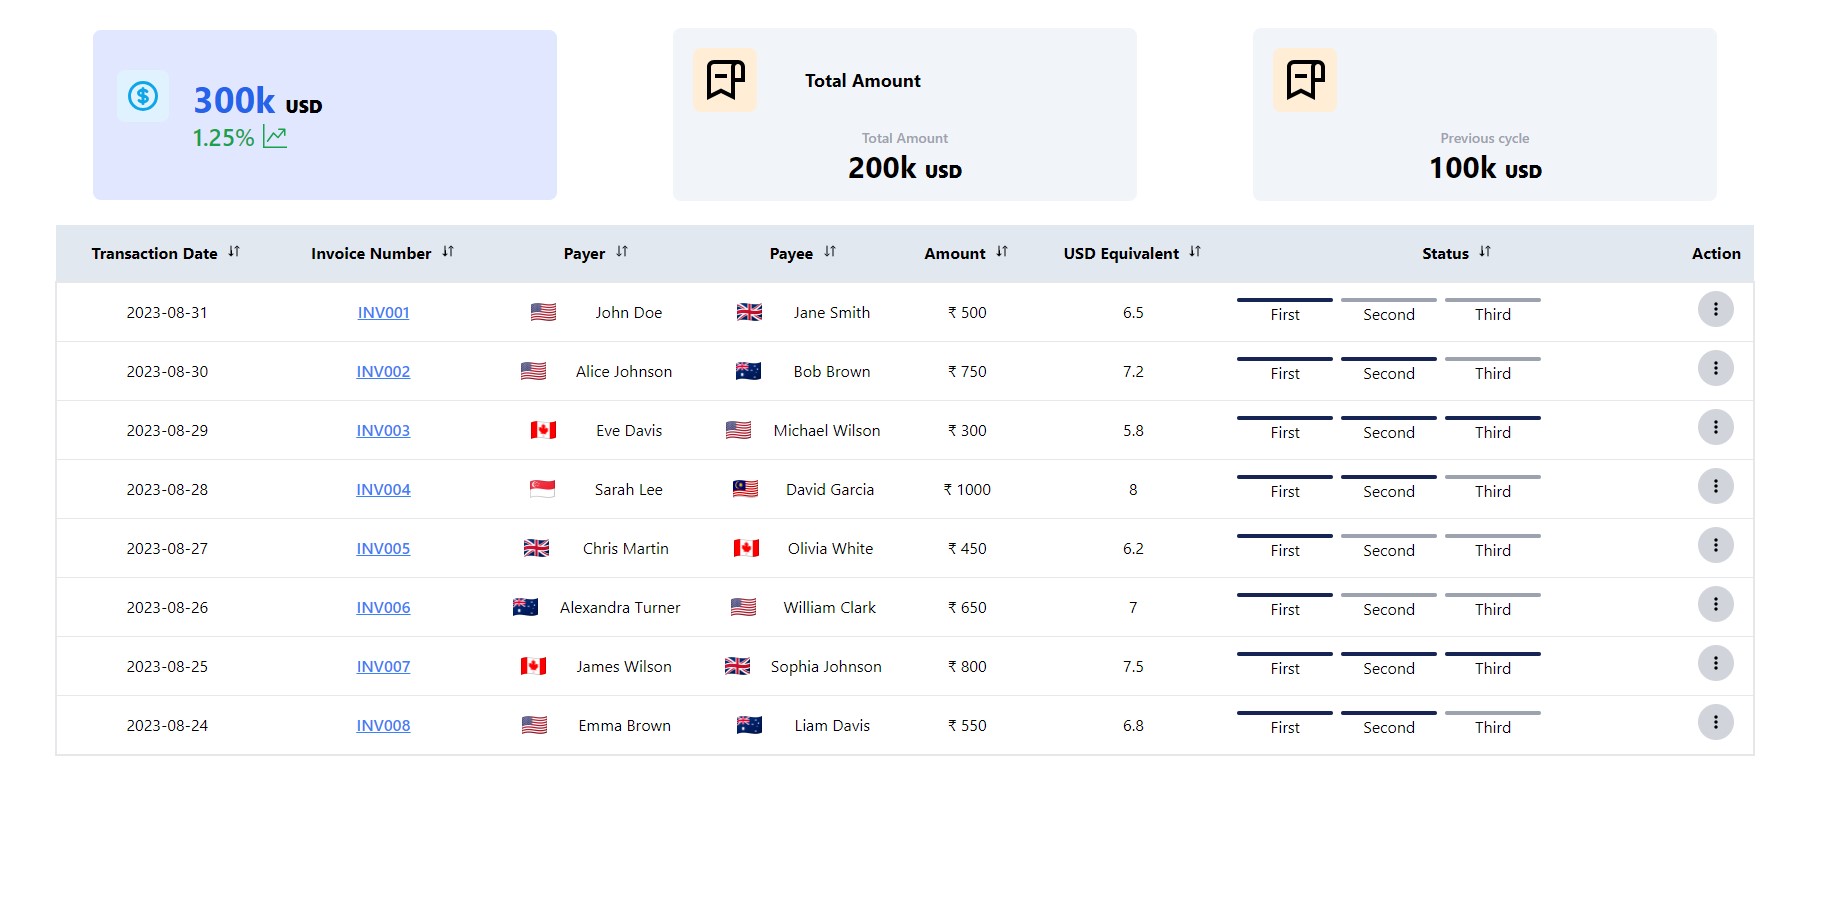 300k USD
1.25%
Total Amount
Total Amount
200k USD
Previous cycle
100k USD
Transaction Date Invoice Number Payer Payee Amount USD Equivalent Status Action
2023-08-31 INV001 John Doe Jane Smith ₹ 500 6.5 First Second Third
2023-08-30 INV002 Alice Johnson Bob Brown ₹ 750 7.2 First Second Third
2023-08-29 INV003 Eve Davis Michael Wilson ₹ 300 5.8 First Second Third
2023-08-28 INV004 Sarah Lee David Garcia ₹ 1000 8 First Second Third
2023-08-27 INV005 Chris Martin Olivia White ₹ 450 6.2 First Second Third
2023-08-26 INV006 Alexandra Turner William Clark ₹ 650 7 First Second Third
2023-08-25 INV007 James Wilson Sophia Johnson ₹ 800 7.5 First Second Third
2023-08-24 INV008 Emma Brown Liam Davis ₹ 550 6.8 First Second Third